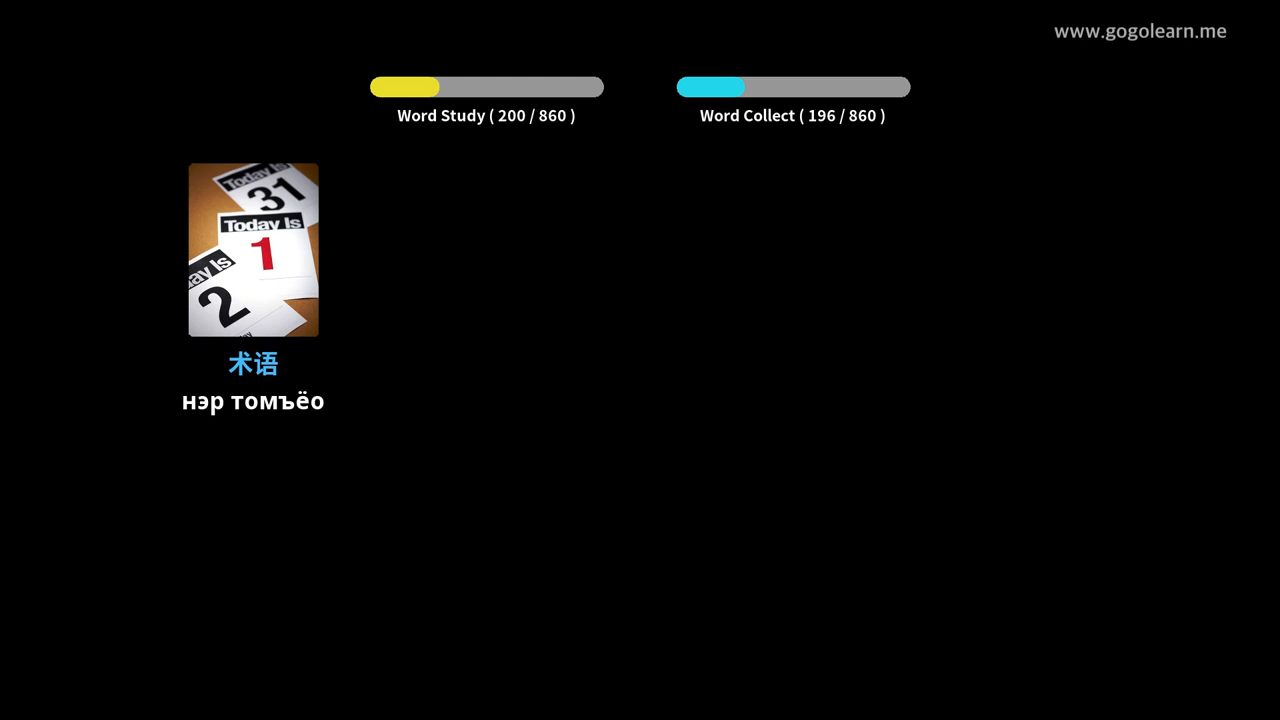 www.gogolearn.me
Word Study ( 200 / 860 )
Word Collect ( 196 / 860 )
Today Is
31
Today Is
1
ay Is
2
术语
нэр томъёо